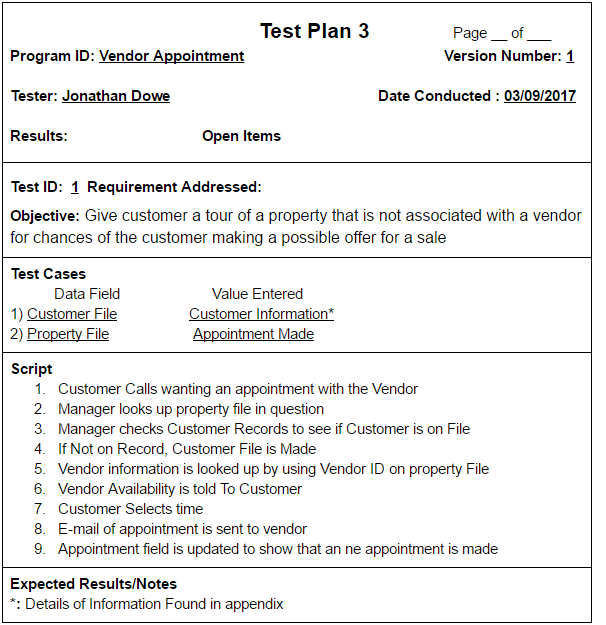 Test Plan 3 Page __ of ___
Program ID: Vendor Appointment Version Number: 1
Tester: Jonathan Dowe Date Conducted : 03/09/2017
Results: Open Items
Test ID: 1 Requirement Addressed:
Objective: Give customer a tour of a property that is not associated with a vendor
for chances of the customer making a possible offer for a sale
Test Cases
Data Field Value Entered
1) Customer File Customer Information*
2) Property File Appointment Made
Script
1. Customer Calls wanting an appointment with the Vendor
2. Manager looks up property file in question
3. Manager checks Customer Records to see if Customer is on File
4. If Not on Record, Customer File is Made
5. Vendor information is looked up by using Vendor ID on property File
6. Vendor Availability is told To Customer
7. Customer Selects time
8. E-mail of appointment is sent to vendor
9. Appointment field is updated to show that an ne appointment is made
Expected Results/Notes
*: Details of Information Found in appendix